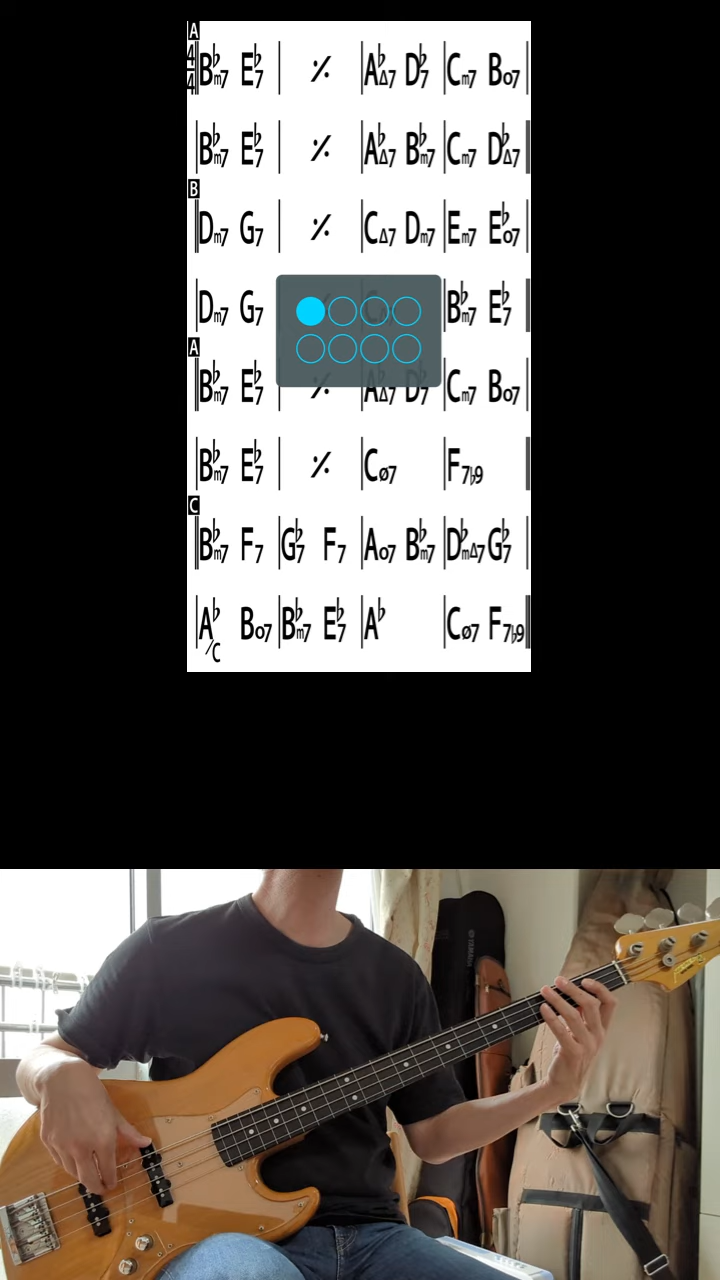 A
4/4 B♭m7 E♭7 | 𝄎 | A♭Δ7 D♭7 | Cm7 Bo7 |
| B♭m7 E♭7 | 𝄎 | A♭Δ7 B♭m7 | Cm7 D♭Δ7 ||
B
|| Dm7 G7 | 𝄎 | CΔ7 Dm7 | Em7 E♭o7 |
| Dm7 G7 | B♭m7 E♭7 ||
A
|| B♭m7 E♭7 | 𝄎 | A♭Δ7 D♭7 | Cm7 Bo7 |
| B♭m7 E♭7 | 𝄎 | Cø7 | F7♭9 ||
C
|| B♭m7 F7 | G♭7 F7 | Ao7 B♭m7 | D♭mΔ7 G♭7 |
| A♭/C Bo7 | B♭m7 E♭7 | A♭ | Cø7 F7♭9 ||